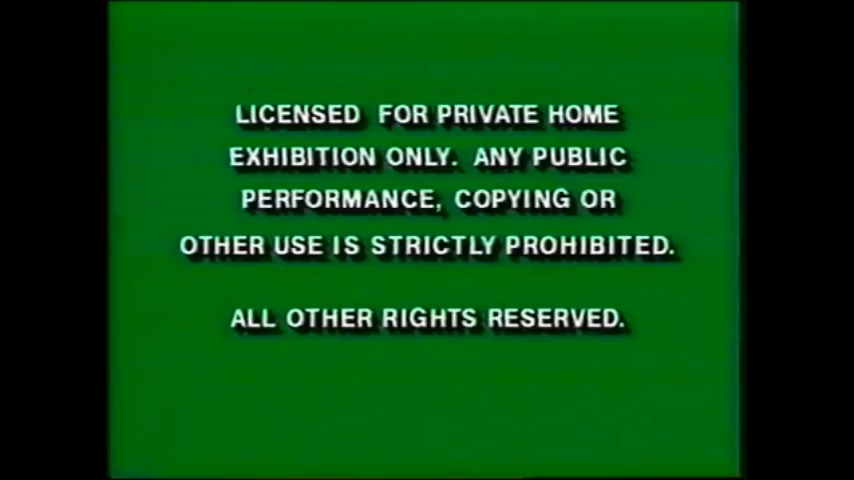 LICENSED FOR PRIVATE HOME
EXHIBITION ONLY. ANY PUBLIC
PERFORMANCE, COPYING OR
OTHER USE IS STRICTLY PROHIBITED.
ALL OTHER RIGHTS RESERVED.